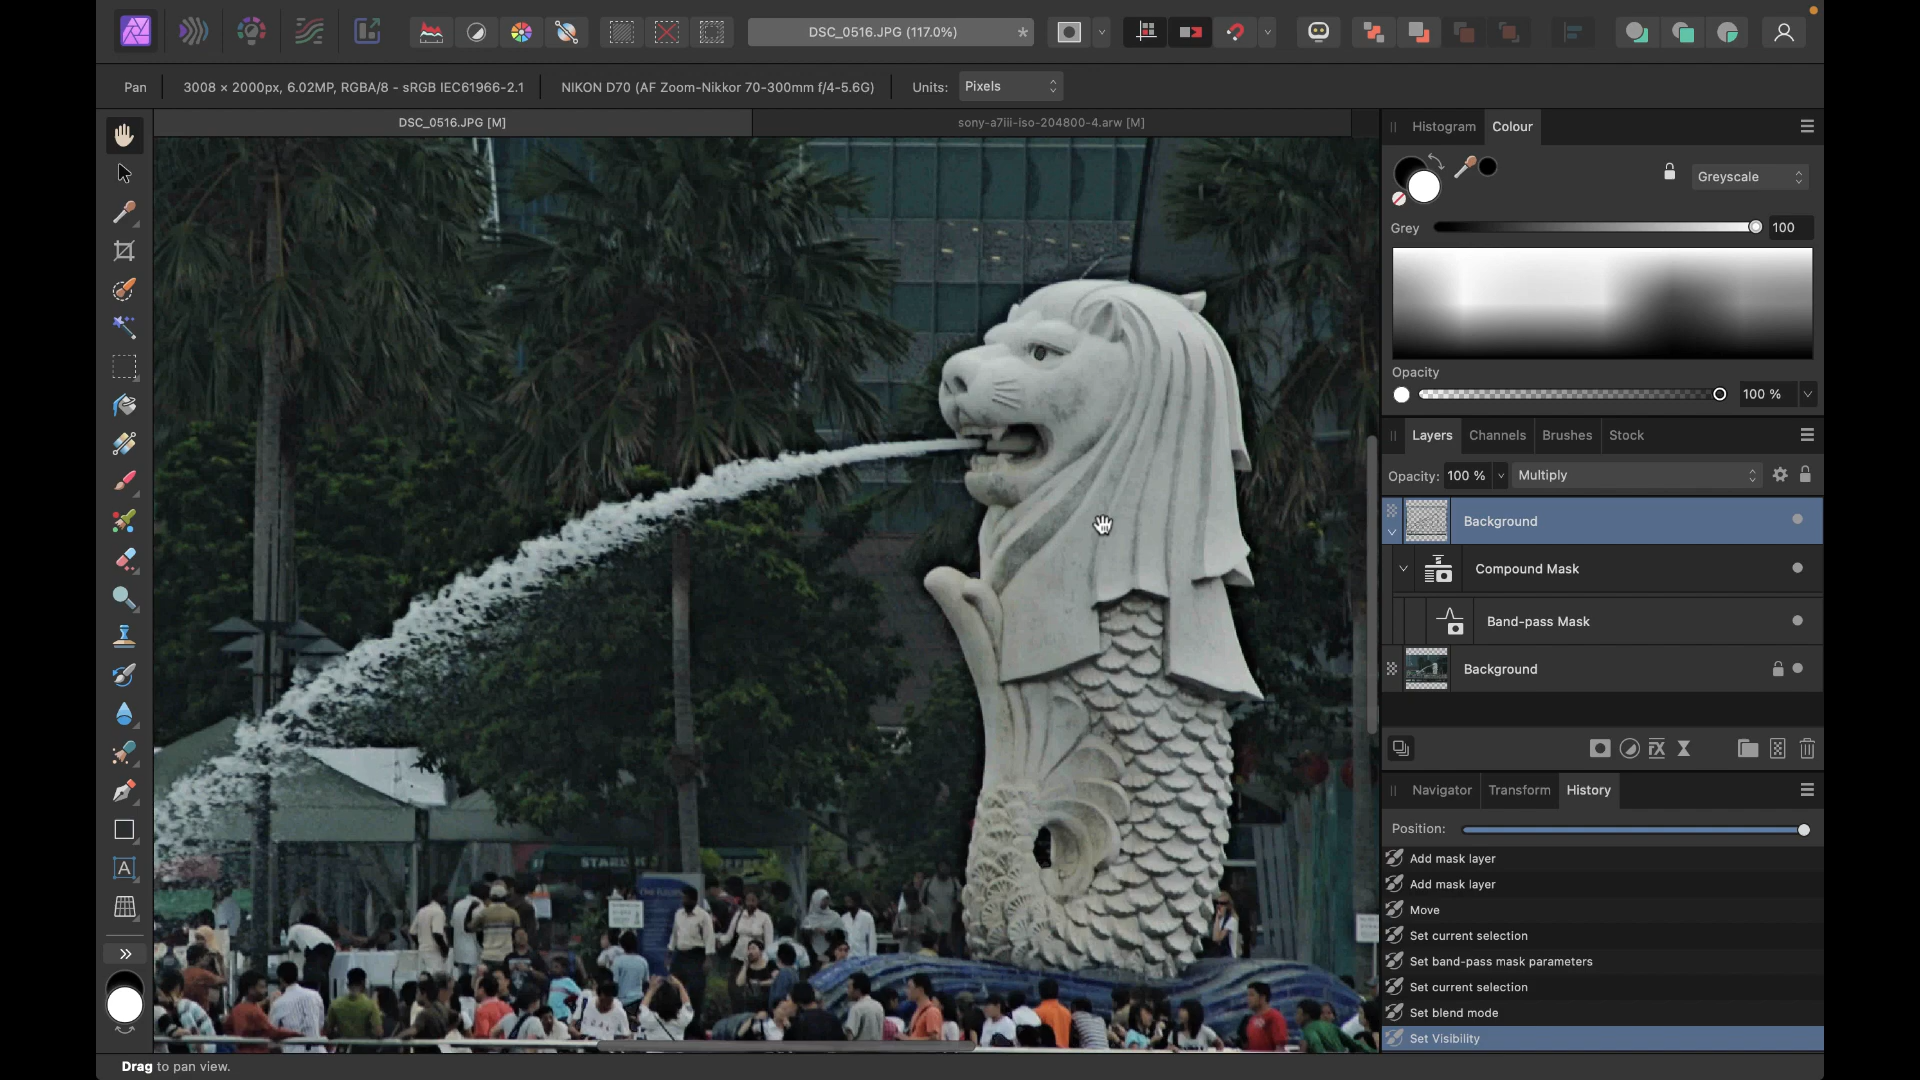 DSC_0516.JPG (117.0%)
*
Pan
3008 × 2000px, 6.02MP, RGBA/8 - sRGB IEC61966-2.1
NIKON D70 (AF Zoom-Nikkor 70-300mm f/4-5.6G)
Units:
Pixels
DSC_0516.JPG [M]
sony-a7iii-iso-204800-4.arw [M]
Histogram
Colour
Greyscale
Grey
100
Opacity
100 %
Layers
Channels
Brushes
Stock
Opacity:
100 %
Multiply
Background
Compound Mask
Band-pass Mask
Background
Navigator
Transform
History
Position:
Add mask layer
Add mask layer
Move
Set current selection
Set band-pass mask parameters
Set current selection
Set blend mode
Set Visibility
A
Drag to pan view.